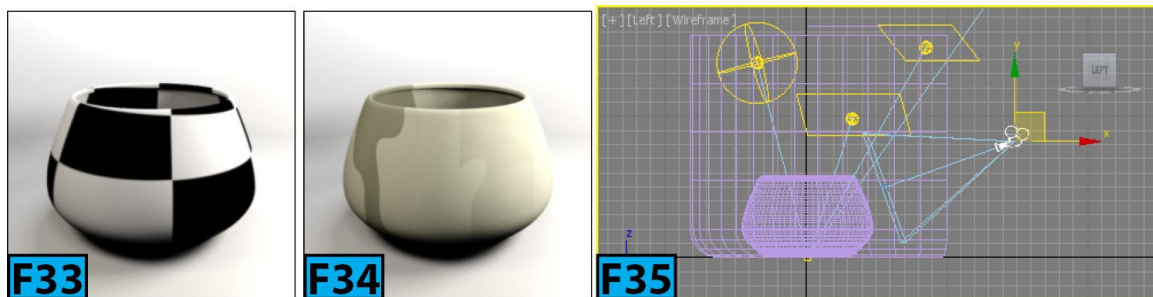 [+] [Left] [Wireframe]
y
LEFT
x
z
F33
F34
F35